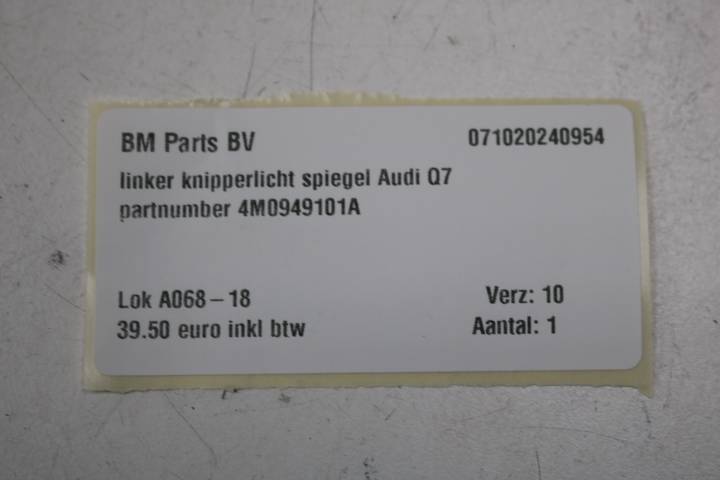 BM Parts BV 071020240954
linker knipperlicht spiegel Audi Q7
partnumber 4M0949101A
Lok A068-18 Verz: 10
39.50 euro inkl btw Aantal: 1